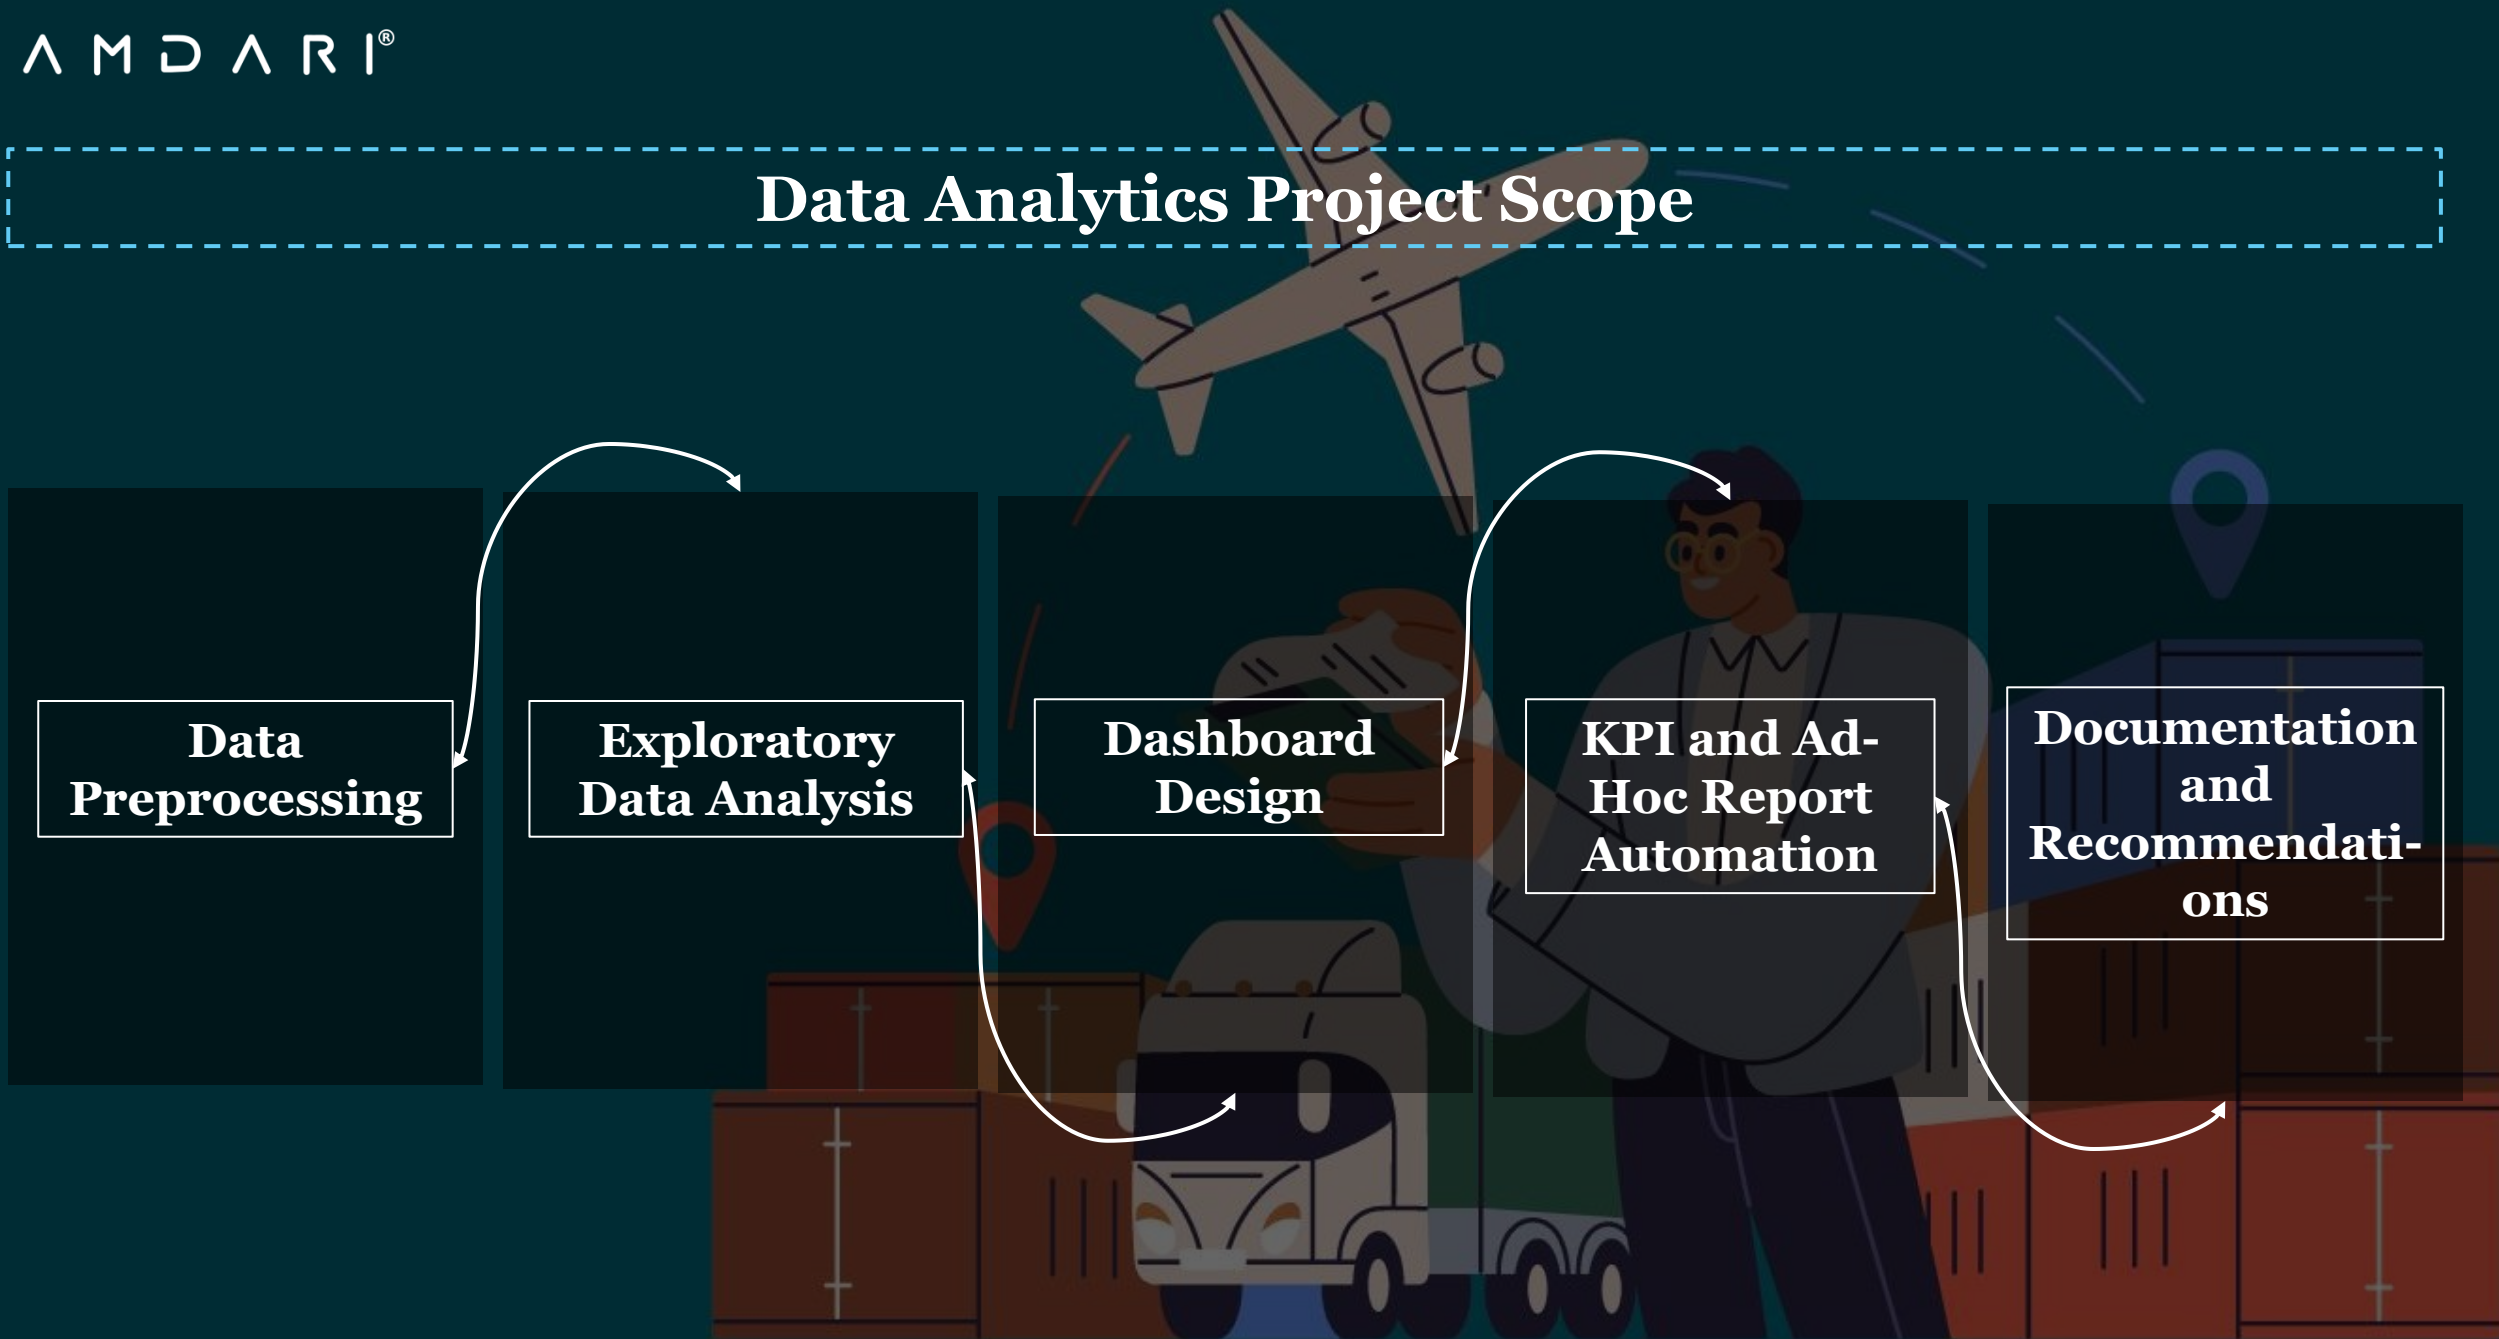 AMDARI®
Data Analytics Project Scope
Data
Preprocessing
Exploratory
Data Analysis
Dashboard
Design
KPI and Ad-
Hoc Report
Automation
Documentation
and
Recommendati-
ons